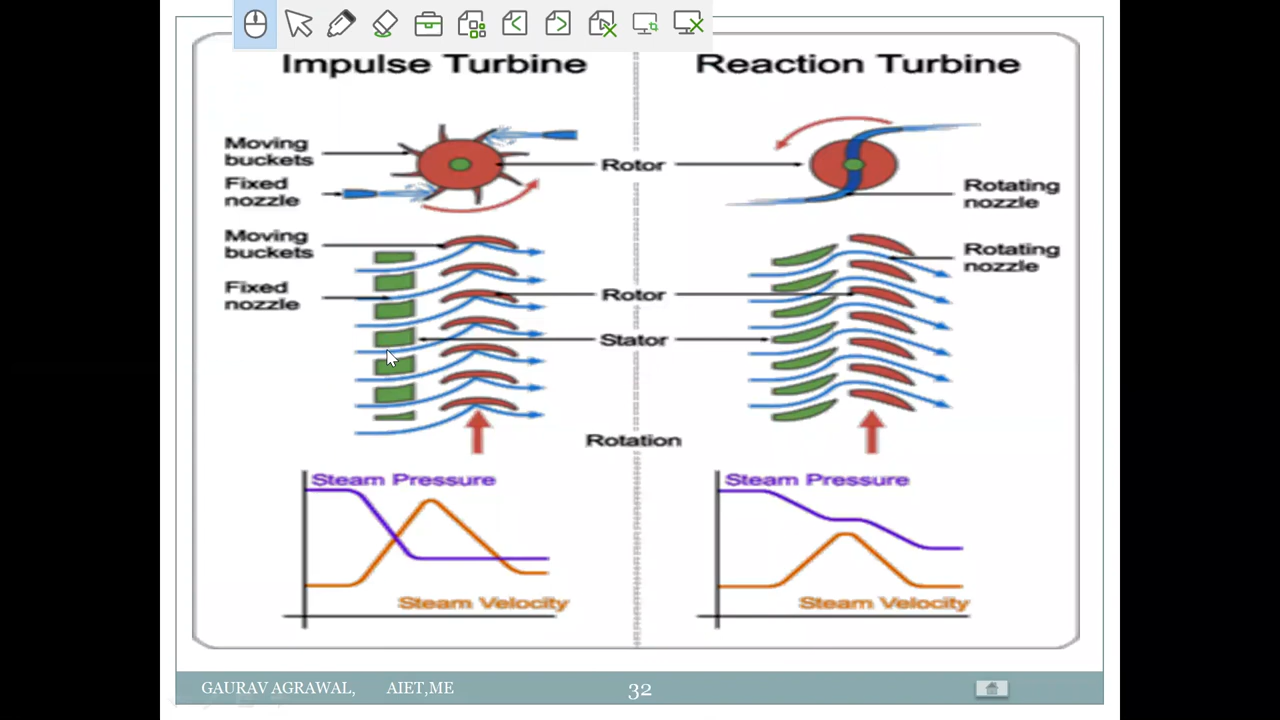 Impulse Turbine
Reaction Turbine
Moving
buckets
Fixed
nozzle
Rotor
Rotating
nozzle
Moving
buckets
Fixed
nozzle
Rotating
nozzle
Rotor
Stator
Rotation
Steam Pressure
Steam Velocity
Steam Pressure
Steam Velocity
GAURAV AGRAWAL, AIET,ME
32